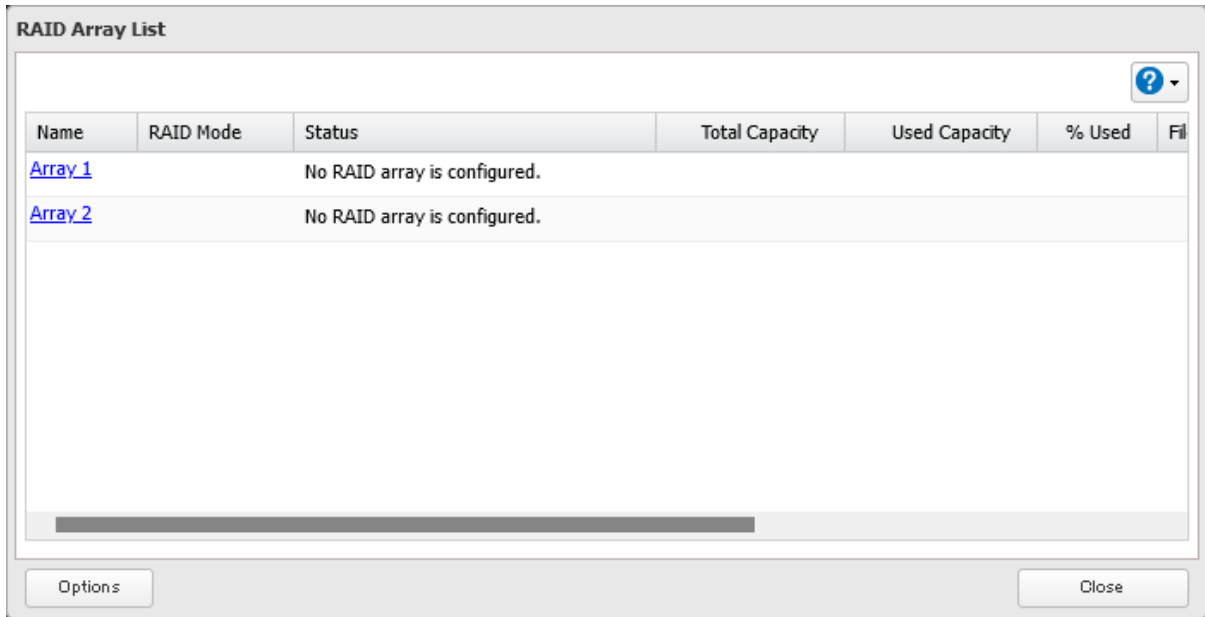 RAID Array List
?
Name RAID Mode Status Total Capacity Used Capacity % Used Fil
Array 1 No RAID array is configured.
Array 2 No RAID array is configured.
Options Close